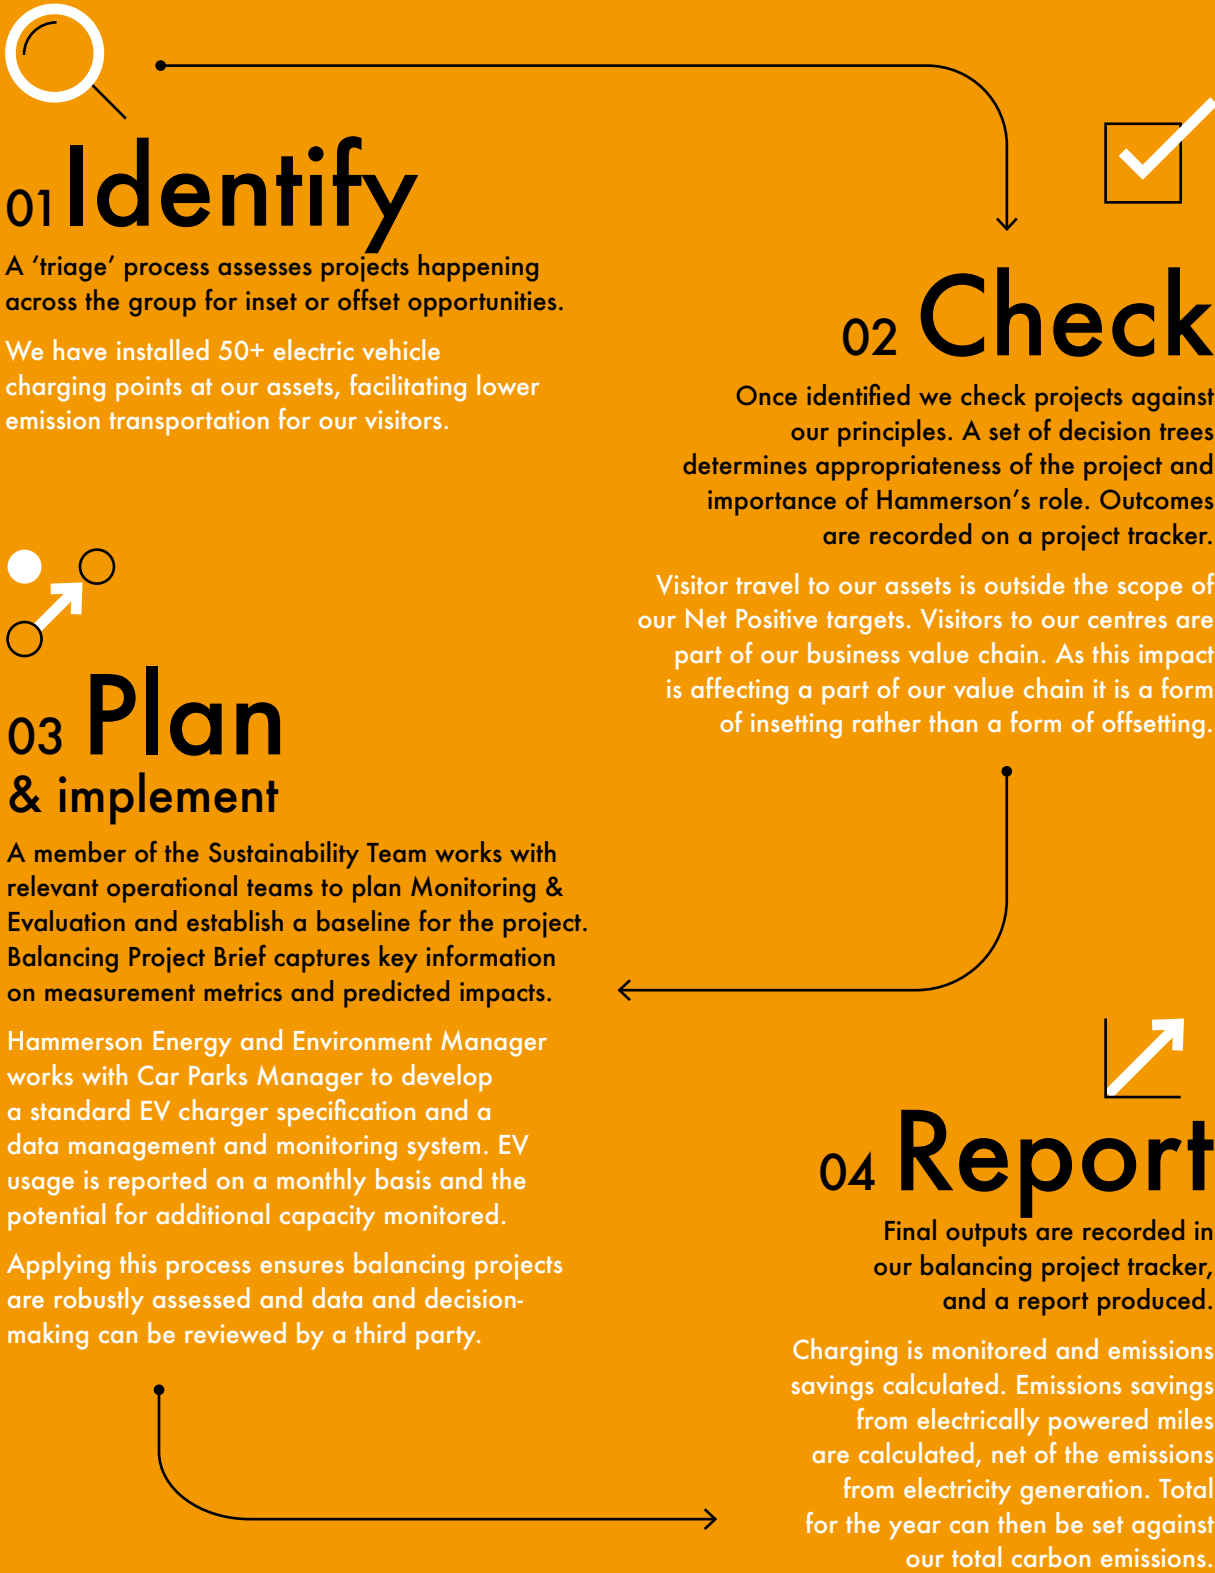 01 Identify
A ‘triage’ process assesses projects happening
across the group for inset or offset opportunities.
We have installed 50+ electric vehicle
charging points at our assets, facilitating lower
emission transportation for our visitors.
02 Check
Once identified we check projects against
our principles. A set of decision trees
determines appropriateness of the project and
importance of Hammerson’s role. Outcomes
are recorded on a project tracker.
Visitor travel to our assets is outside the scope of
our Net Positive targets. Visitors to our centres are
part of our business value chain. As this impact
is affecting a part of our value chain it is a form
of insetting rather than a form of offsetting.
03 Plan
& implement
A member of the Sustainability Team works with
relevant operational teams to plan Monitoring &
Evaluation and establish a baseline for the project.
Balancing Project Brief captures key information
on measurement metrics and predicted impacts.
Hammerson Energy and Environment Manager
works with Car Parks Manager to develop
a standard EV charger specification and a
data management and monitoring system. EV
usage is reported on a monthly basis and the
potential for additional capacity monitored.
Applying this process ensures balancing projects
are robustly assessed and data and decision-
making can be reviewed by a third party.
04 Report
Final outputs are recorded in
our balancing project tracker,
and a report produced.
Charging is monitored and emissions
savings calculated. Emissions savings
from electrically powered miles
are calculated, net of the emissions
from electricity generation. Total
for the year can then be set against
our total carbon emissions.